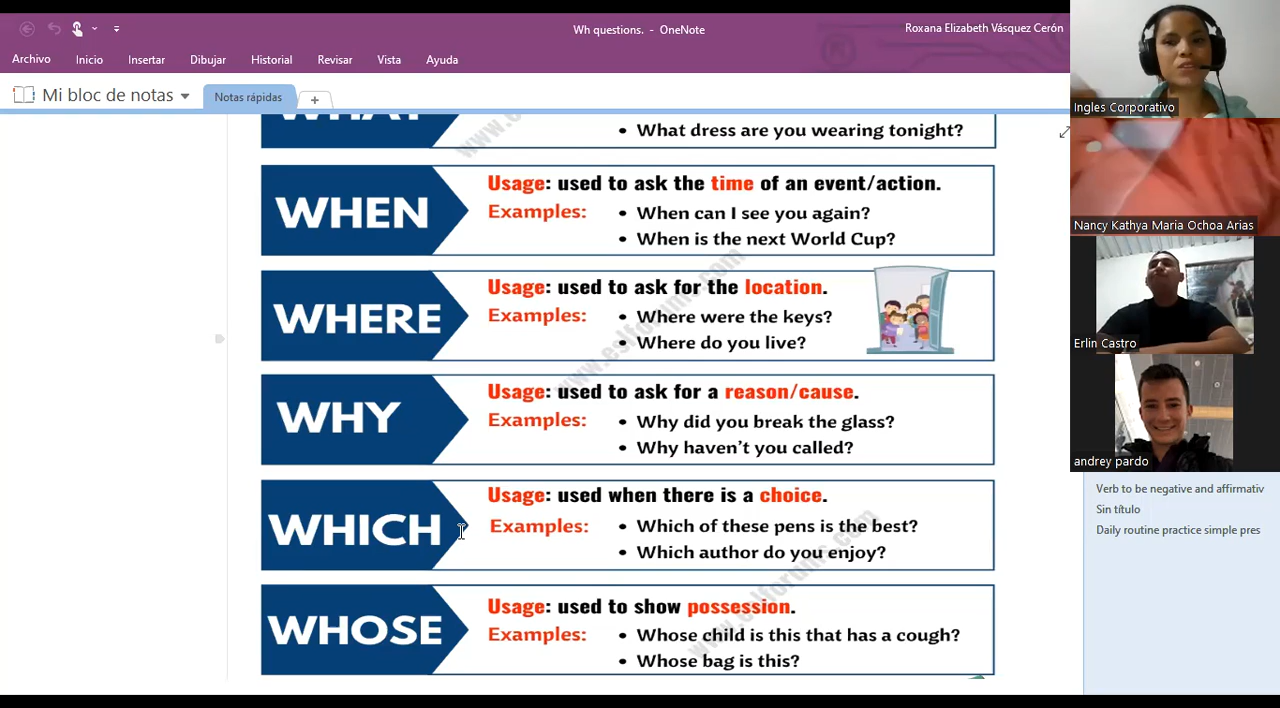 Wh questions. - OneNote
Roxana Elizabeth Vásquez Cerón
Archivo Inicio Insertar Dibujar Historial Revisar Vista Ayuda
Mi bloc de notas
Notas rápidas
+
WHAT
• What dress are you wearing tonight?
WHEN
Usage: used to ask the time of an event/action.
Examples: • When can I see you again?
• When is the next World Cup?
WHERE
Usage: used to ask for the location.
Examples: • Where were the keys?
• Where do you live?
WHY
Usage: used to ask for a reason/cause.
Examples: • Why did you break the glass?
• Why haven't you called?
WHICH
Usage: used when there is a choice.
Examples: • Which of these pens is the best?
• Which author do you enjoy?
WHOSE
Usage: used to show possession.
Examples: • Whose child is this that has a cough?
• Whose bag is this?
www.eslforums.com
www.eslforums.com
Ingles Corporativo
Nancy Kathya Maria Ochoa Arias
Erlin Castro
andrey pardo
Verb to be negative and affirmativ
Sin título
Daily routine practice simple pres